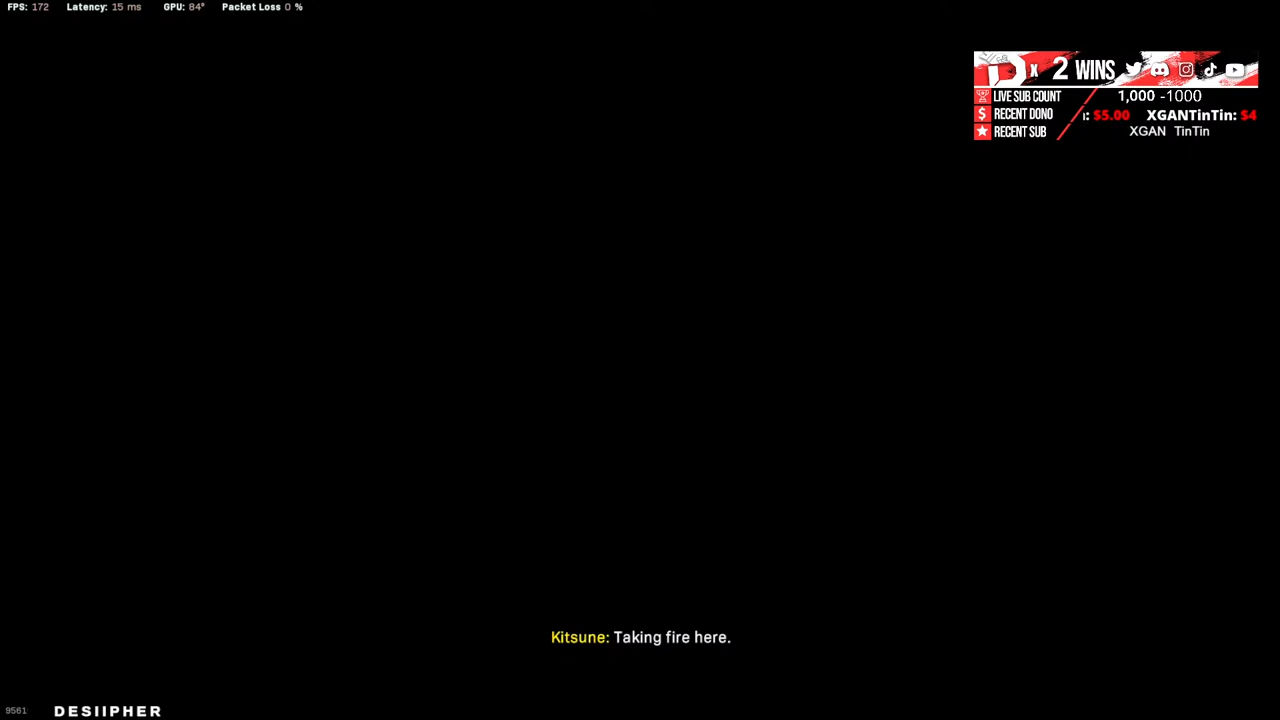 FPS: 172 Latency: 15 ms GPU: 84° Packet Loss 0 %
D x 2 WINS
LIVE SUB COUNT 1,000 -1000
RECENT DONO : $5.00 XGANTinTin: $4
RECENT SUB XGAN TinTin
Kitsune: Taking fire here.
9561 DESIIPHER